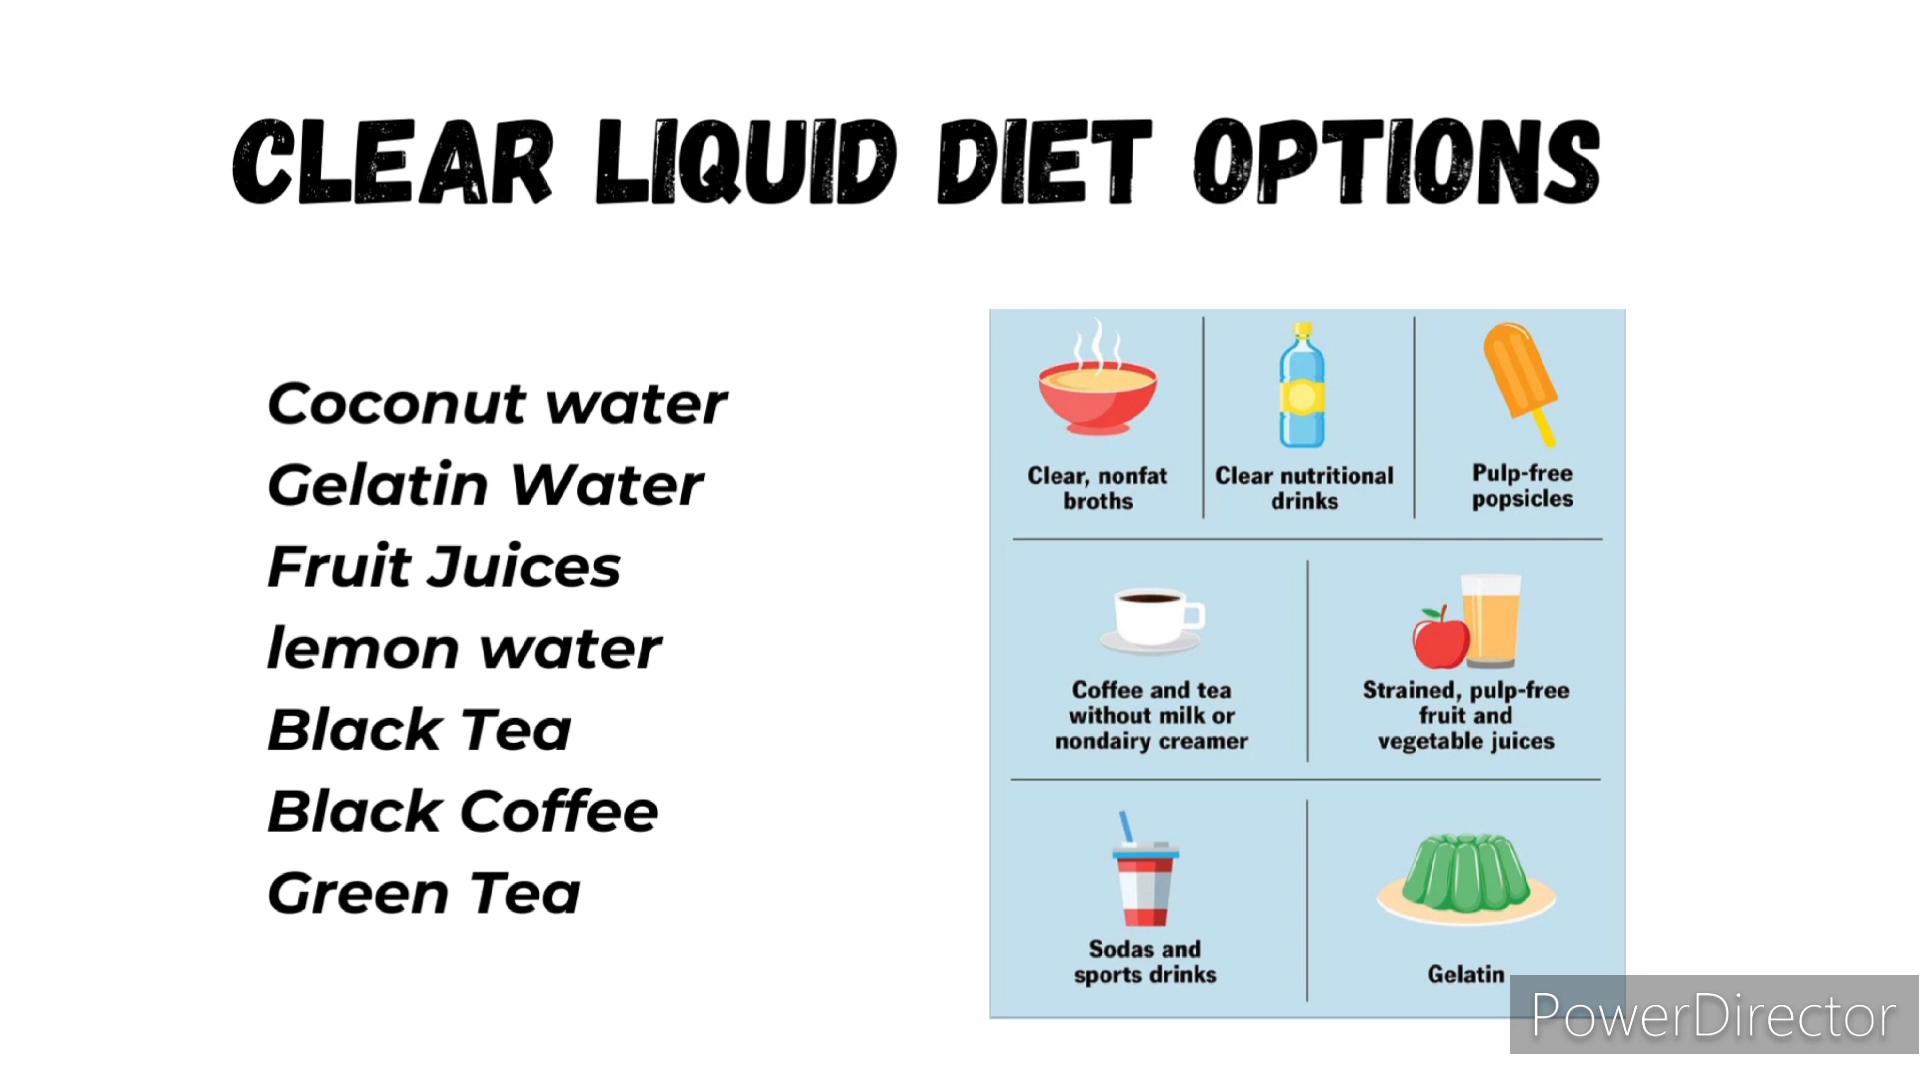 CLEAR LIQUID DIET OPTIONS
Coconut water
Gelatin Water
Fruit Juices
lemon water
Black Tea
Black Coffee
Green Tea
Clear, nonfat
broths
Clear nutritional
drinks
Pulp-free
popsicles
Coffee and tea
without milk or
nondairy creamer
Strained, pulp-free
fruit and
vegetable juices
Sodas and
sports drinks
Gelatin
PowerDirector